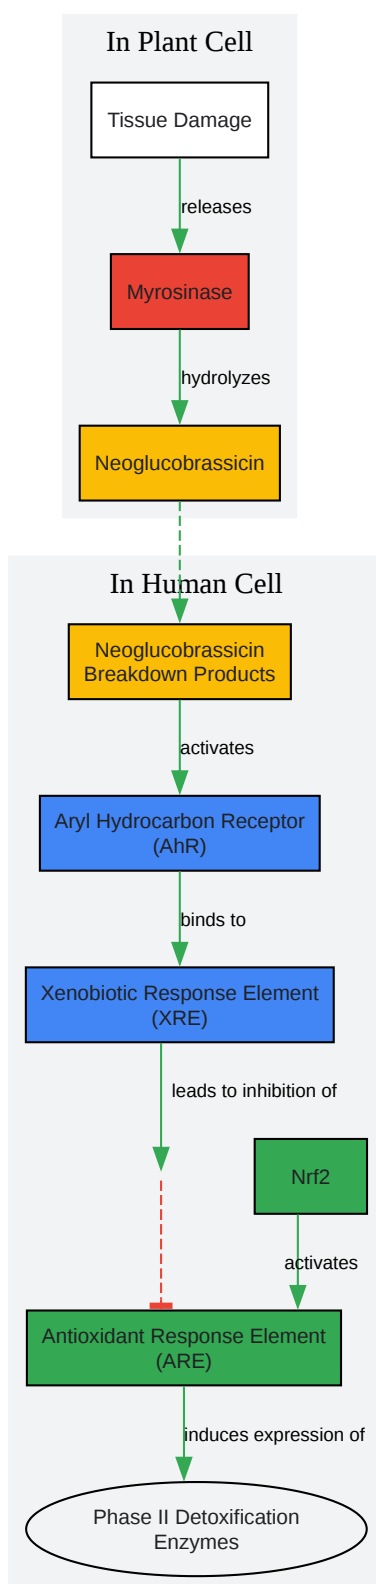 In Plant Cell
Tissue Damage
releases
Myrosinase
hydrolyzes
Neoglucobrassicin
In Human Cell
Neoglucobrassicin
Breakdown Products
activates
Aryl Hydrocarbon Receptor
(AhR)
binds to
Xenobiotic Response Element
(XRE)
leads to inhibition of
Nrf2
activates
Antioxidant Response Element
(ARE)
induces expression of
Phase II Detoxification
Enzymes